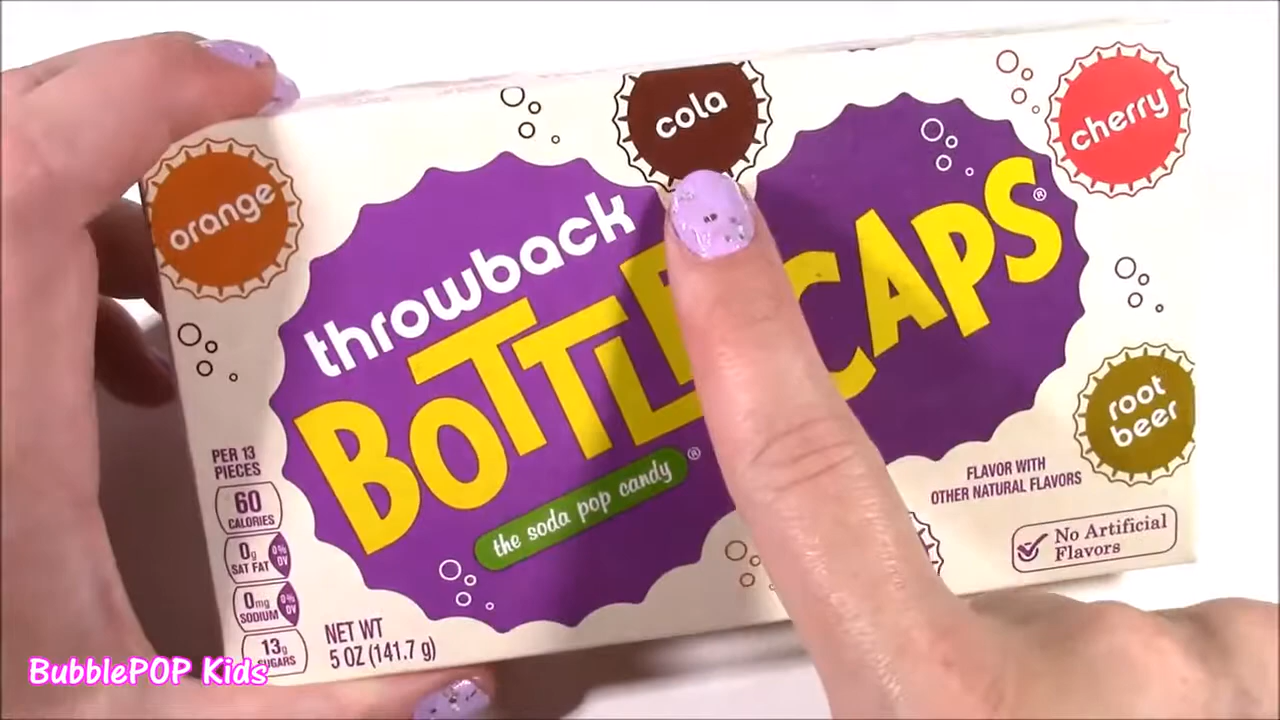 orange
cola
cherry
throwback
BOTTLE CAPS®
the soda pop candy®
root
beer
PER 13
PIECES
60
CALORIES
0g
SAT FAT
0%
DV
0mg
SODIUM
0%
DV
13g
SUGARS
NET WT
5 OZ (141.7 g)
FLAVOR WITH
OTHER NATURAL FLAVORS
No Artificial
Flavors
BubblePOP Kids